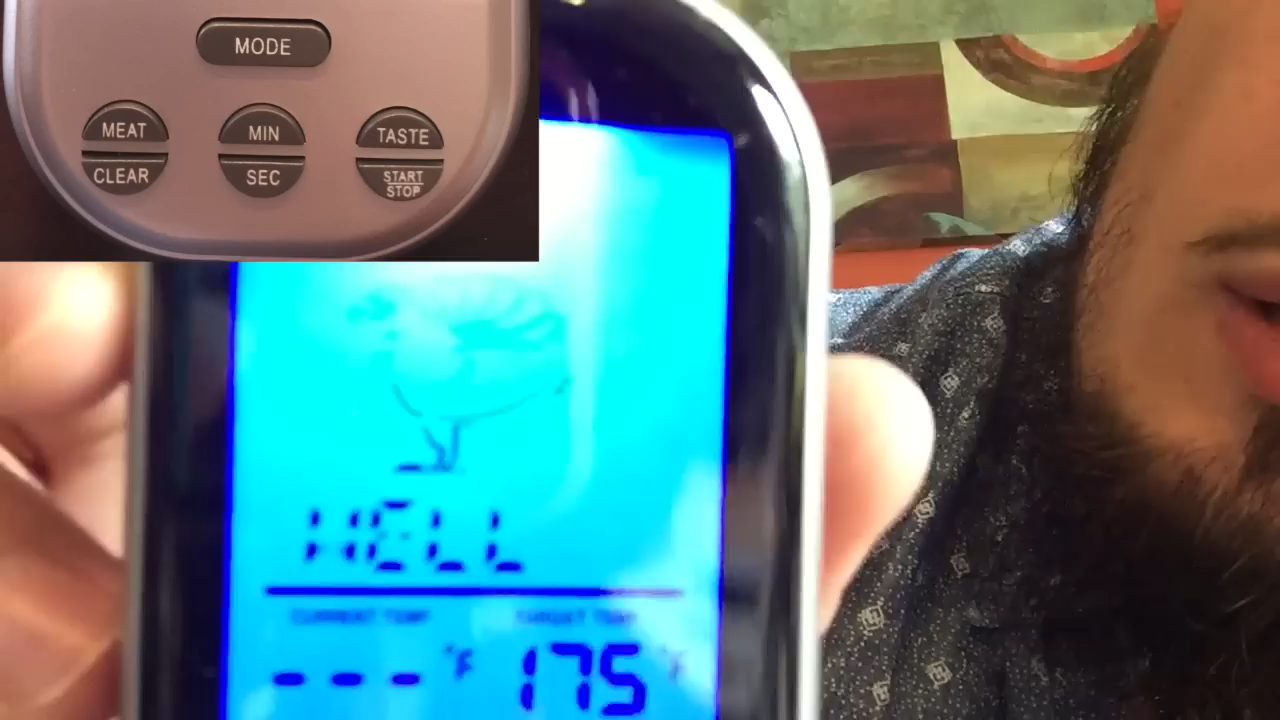 MODE
MEAT MIN TASTE
CLEAR SEC START
STOP
HELL
CURRENT TEMP TARGET TEMP
--- °F 175 °F